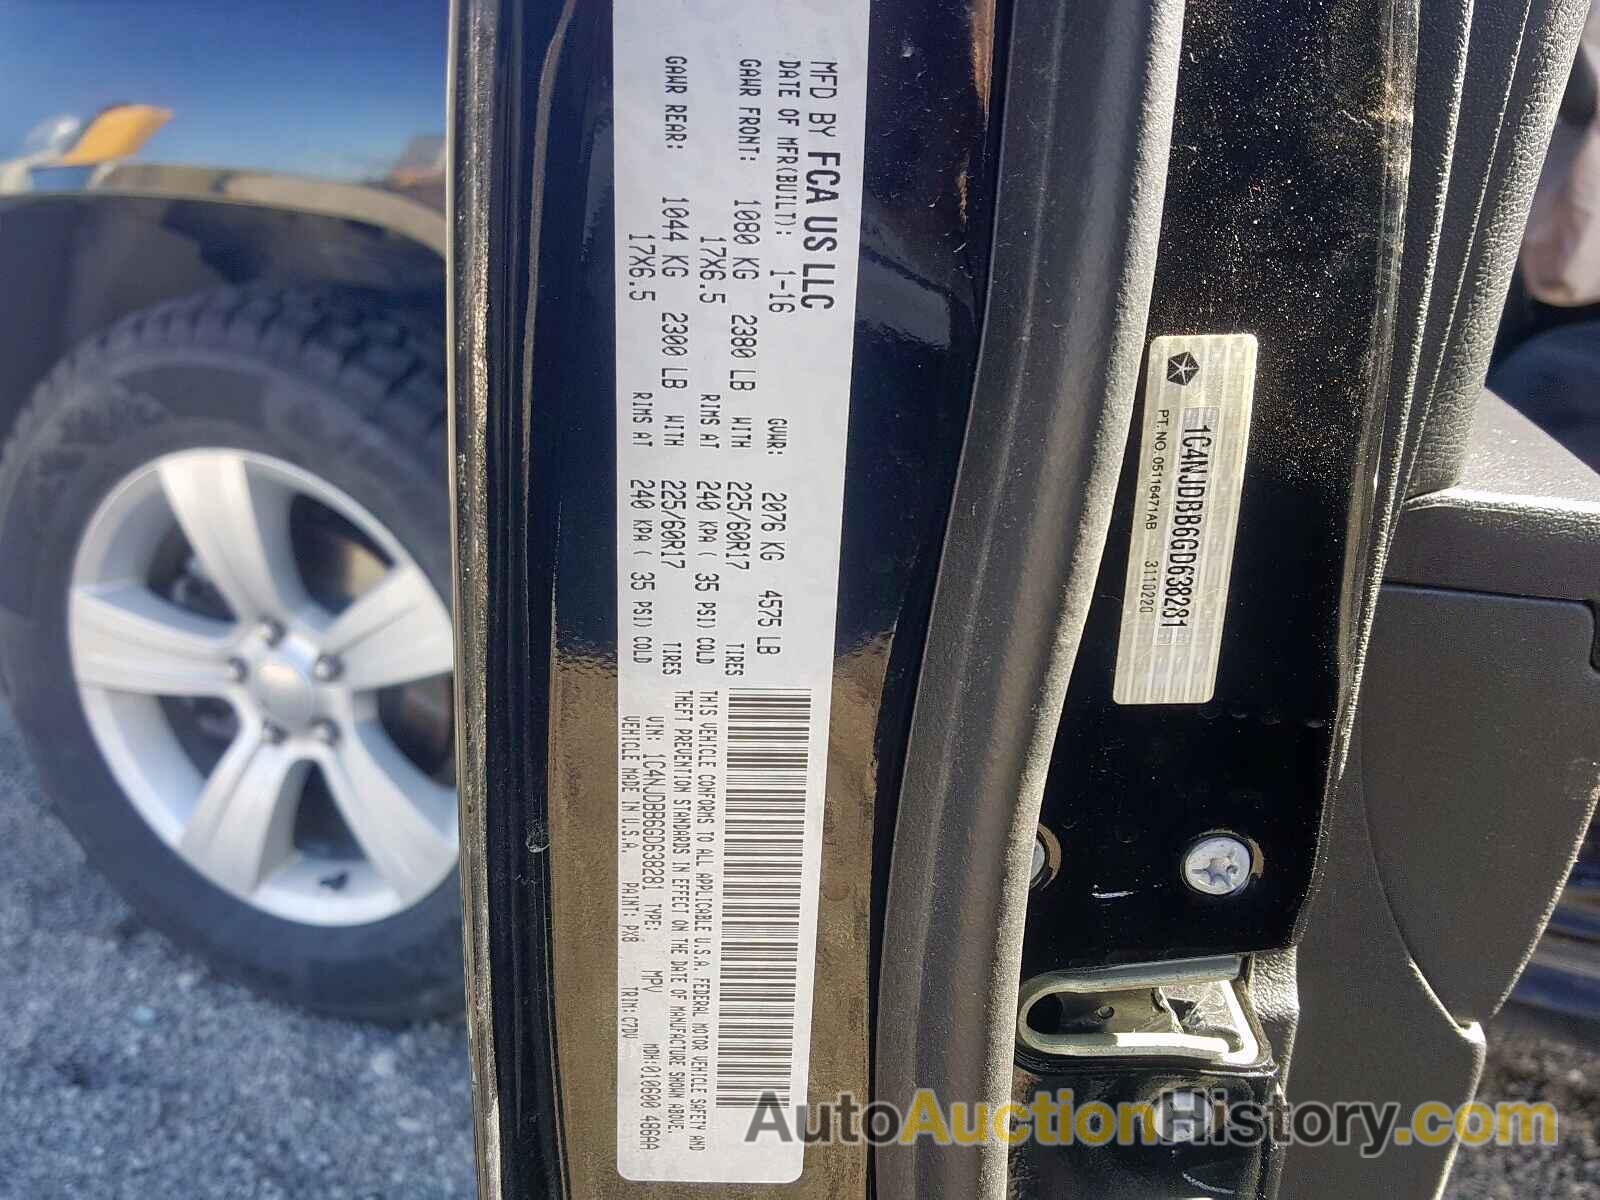 MFD BY FCA US LLC
DATE OF MFR(BUILT): 1-16 GVWR: 2076 KG 4575 LB
GAWR FRONT: 1080 KG 2380 LB WITH 225/60R17 TIRES
17X6.5 RIMS AT 240 KPA ( 35 PSI) COLD
GAWR REAR: 1044 KG 2300 LB WITH 225/60R17 TIRES
17X6.5 RIMS AT 240 KPA ( 35 PSI) COLD
THIS VEHICLE CONFORMS TO ALL APPLICABLE U.S.A. FEDERAL MOTOR VEHICLE SAFETY AND
THEFT PREVENTION STANDARDS IN EFFECT ON THE DATE OF MANUFACTURE SHOWN ABOVE.
VIN: 1C4NJDBB6GD638281 TYPE: MPV MDH:010600 486AA
VEHICLE MADE IN U.S.A. PAINT: PX8 TRIM: C7DV
1C4NJDBB6GD638281
PT. NO. 05116471AB 3110220
AutoAuctionHistory.com